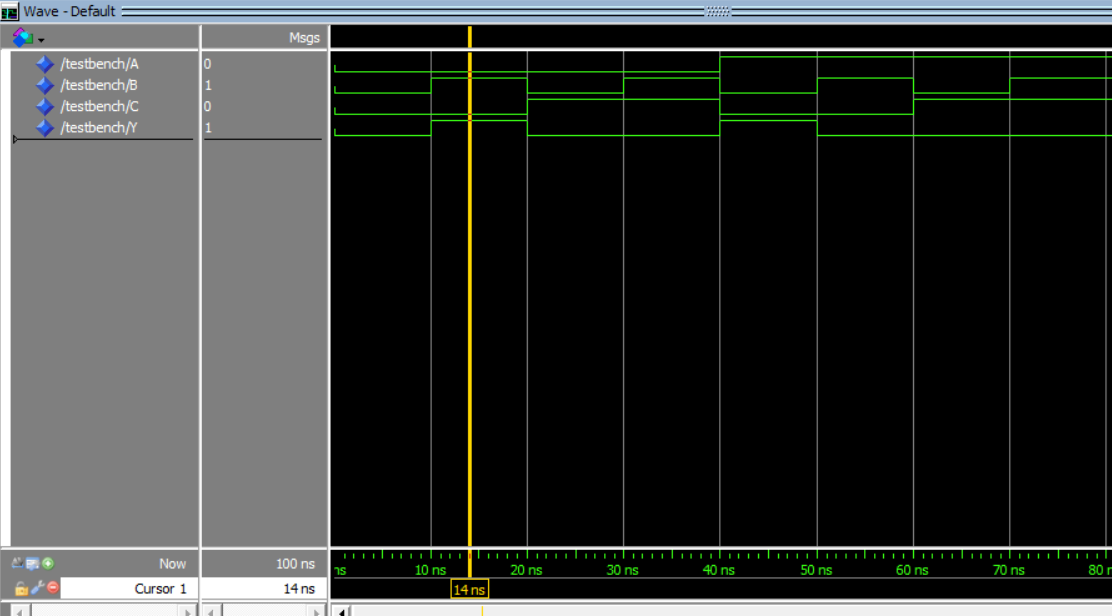 Wave - Default
Msgs
/testbench/A 0
/testbench/B 1
/testbench/C 0
/testbench/Y 1
Now 100 ns
ns 10 ns 20 ns 30 ns 40 ns 50 ns 60 ns 70 ns 80 n
Cursor 1 14 ns
14 ns